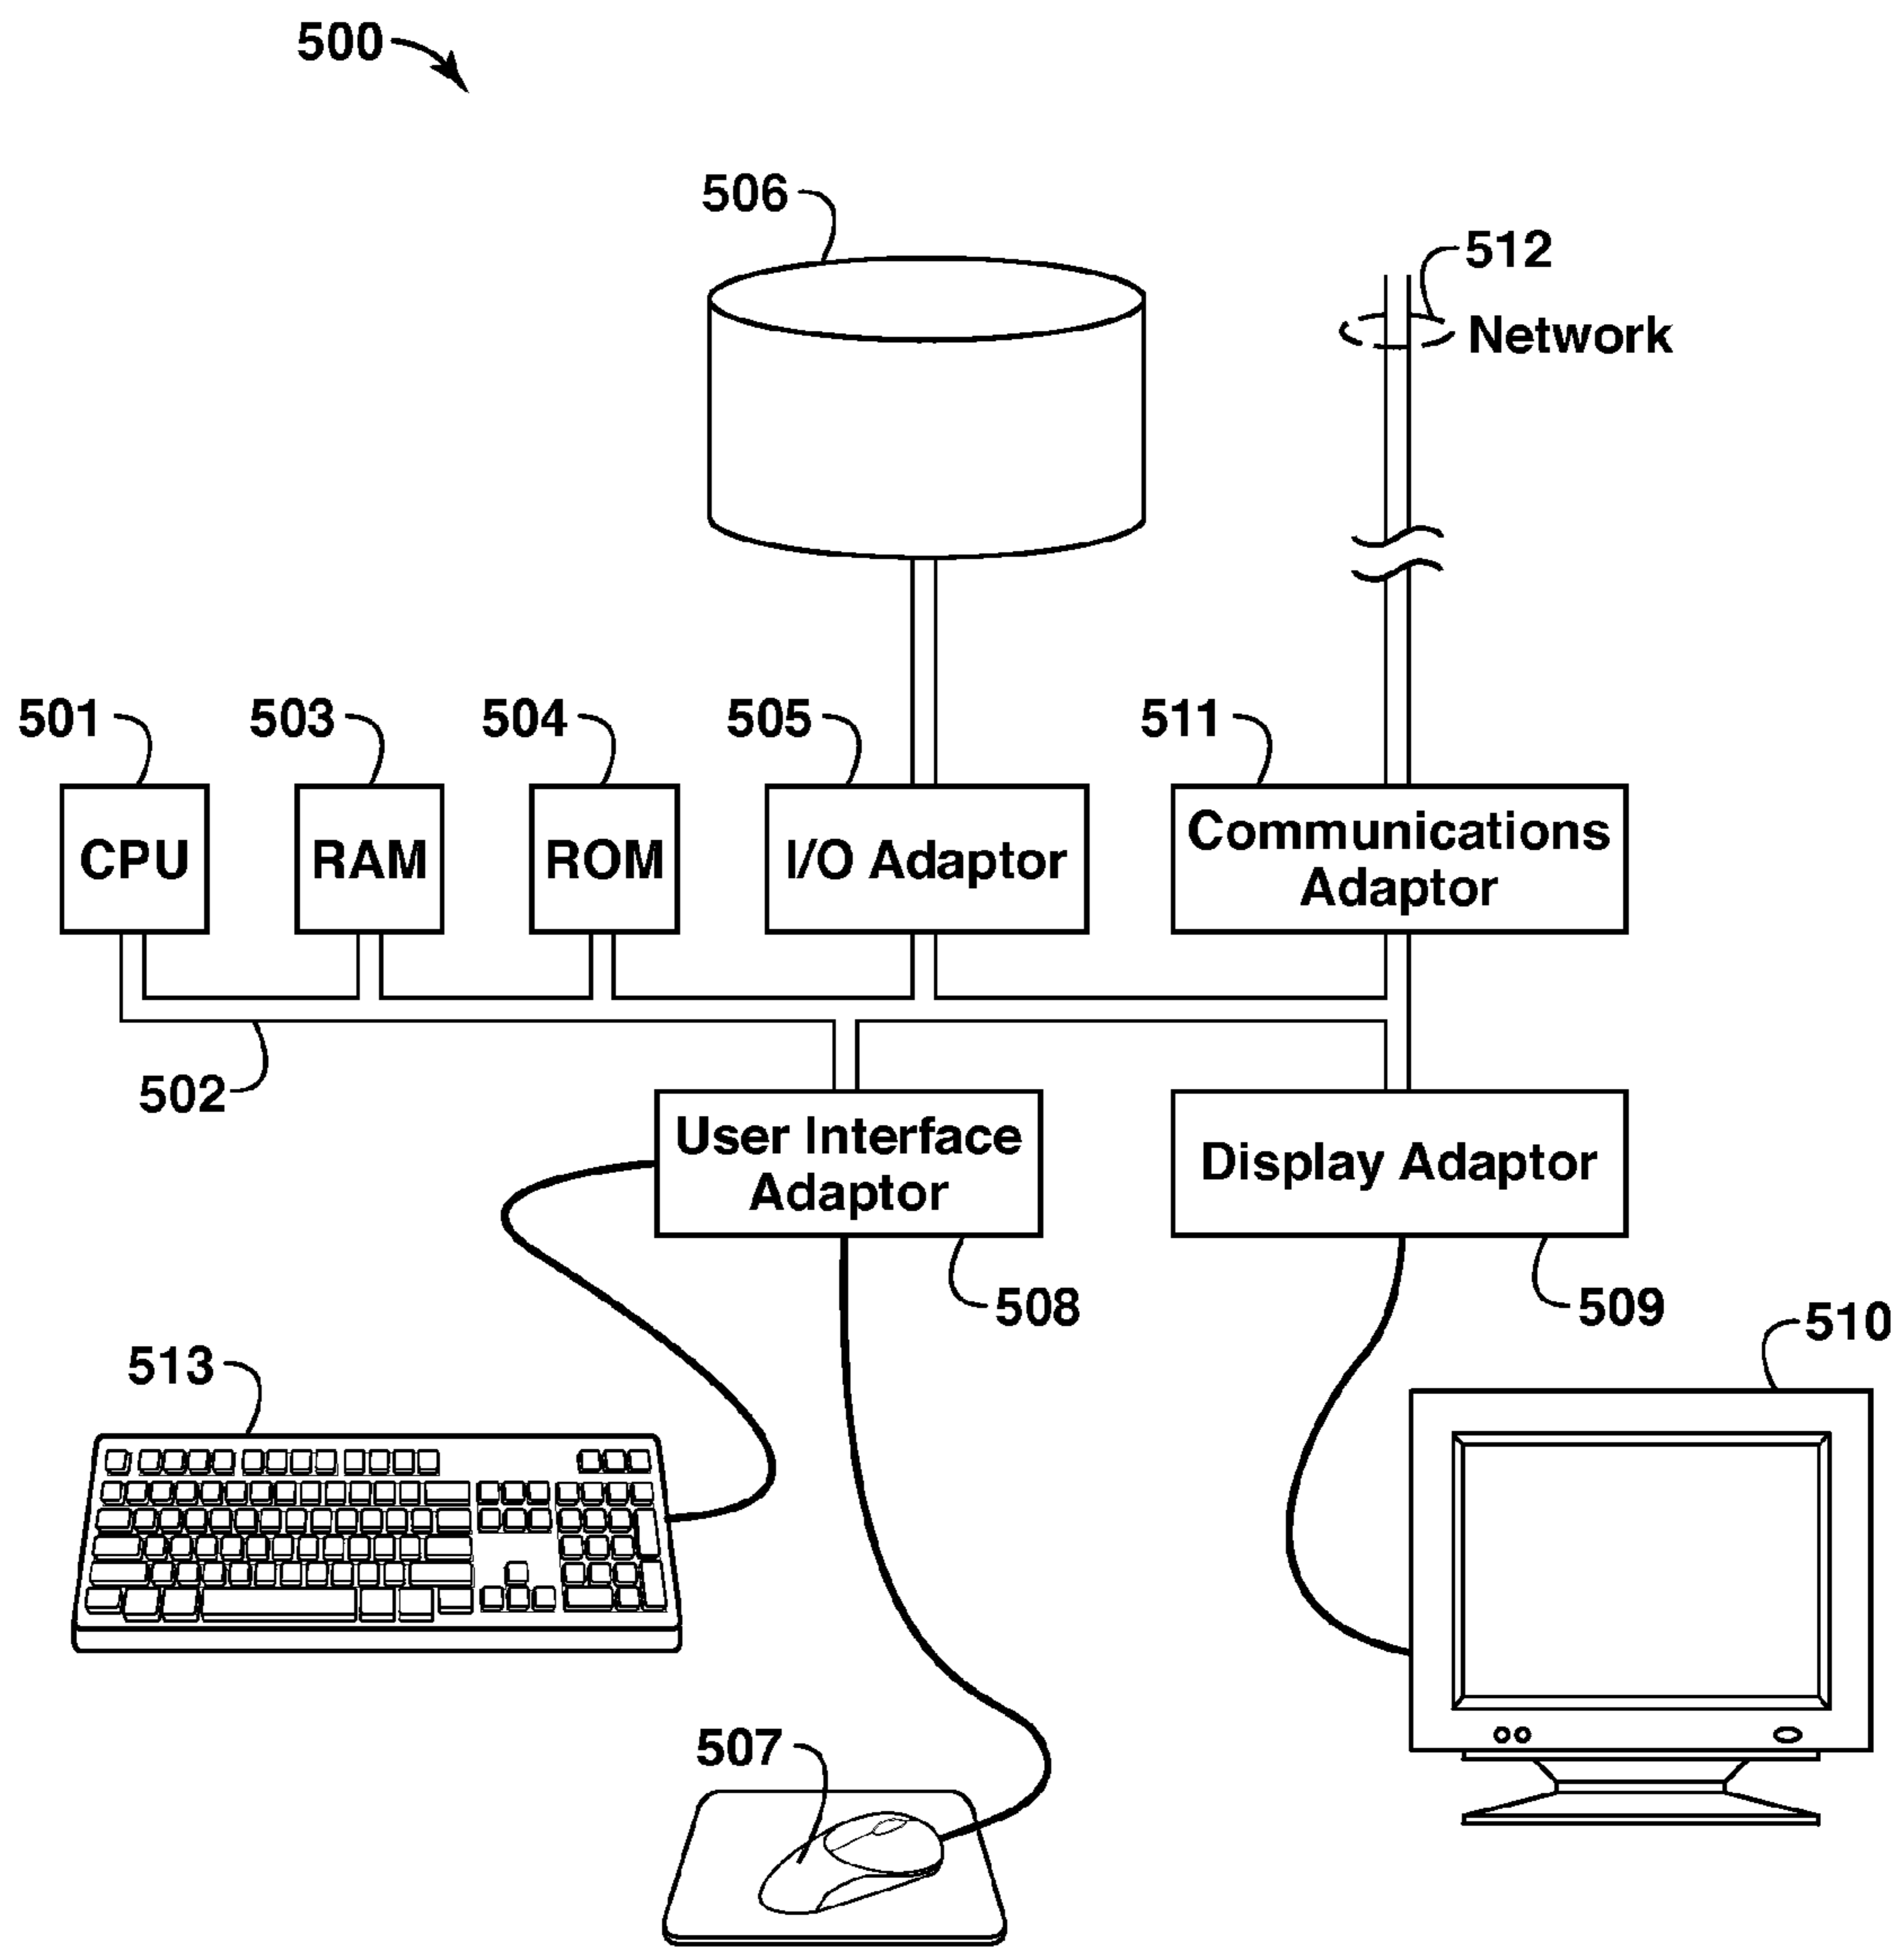 500
506
512
Network
501
503
504
505
511
CPU
RAM
ROM
I/O Adaptor
Communications
Adaptor
502
User Interface
Adaptor
Display Adaptor
508
509
510
513
507